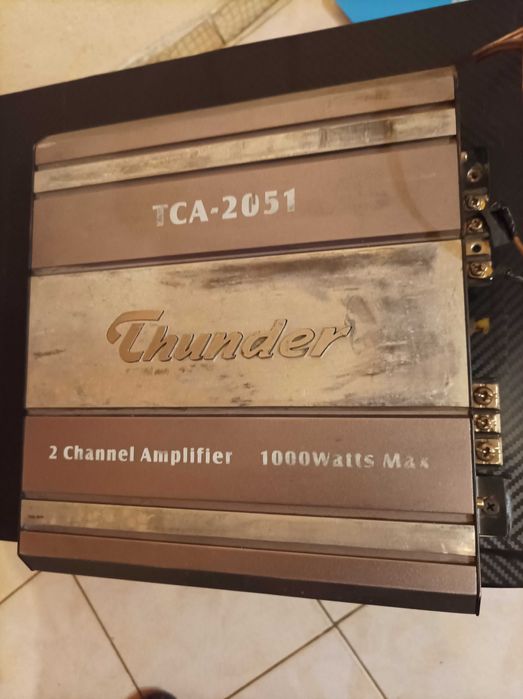 TCA-2051
Thunder
2 Channel Amplifier 1000Watts Max